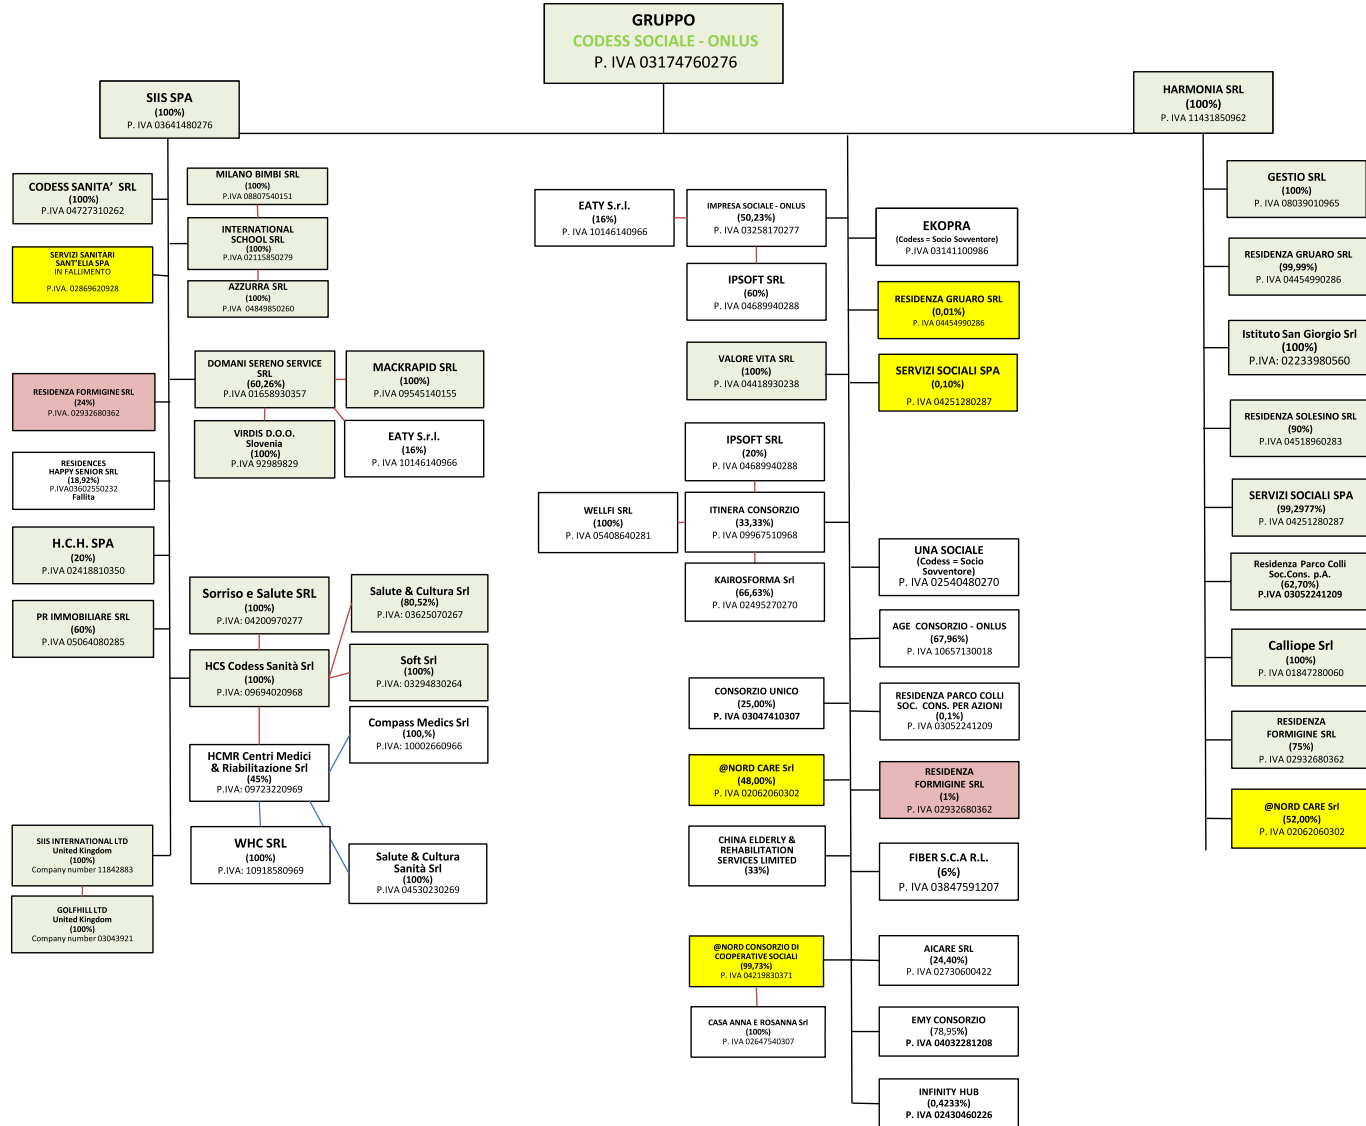 GRUPPO
CODESS SOCIALE - ONLUS
P. IVA 03174760276
SIIS SPA
(100%)
P. IVA 03641480276
HARMONIA SRL
(100%)
P. IVA 11431850962
CODESS SANITA’ SRL
(100%)
P.IVA 04727310262
SERVIZI SANITARI
SANT’ELIA SPA
IN FALLIMENTO
P.IVA. 02869620928
RESIDENZA FORMIGINE SRL
(24%)
P.IVA. 02932680362
RESIDENCES
HAPPY SENIOR SRL
(18,92%)
P.IVA03602550232
Fallita
H.C.H. SPA
(20%)
P.IVA 02418810350
PR IMMOBILIARE SRL
(60%)
P.IVA 05064080285
SIIS INTERNATIONAL LTD
United Kingdom
(100%)
Company number 11842883
GOLFHILL LTD
United Kingdom
(100%)
Company number 03043921
MILANO BIMBI SRL
(100%)
P.IVA 08807540151
INTERNATIONAL
SCHOOL SRL
(100%)
P.IVA 02115850279
AZZURRA SRL
(100%)
P.IVA 04849850260
DOMANI SERENO SERVICE
SRL
(60,26%)
P.IVA 01658930357
MACKRAPID SRL
(100%)
P.IVA 09545140155
VIRDIS D.O.O.
Slovenia
(100%)
P.IVA 92989829
EATY S.r.l.
(16%)
P.IVA 10146140966
Sorriso e Salute SRL
(100%)
P.IVA: 04200970277
Salute & Cultura Srl
(80,52%)
P.IVA: 03625070267
HCS Codess Sanità Srl
(100%)
P.IVA: 09694020968
Soft Srl
(100%)
P.IVA: 03294830264
Compass Medics Srl
(100,%)
P.IVA: 10002660966
HCMR Centri Medici
& Riabilitazione Srl
(45%)
P.IVA: 09723220969
WHC SRL
(100%)
P.IVA: 10918580969
Salute & Cultura
Sanità Srl
(100%)
P.IVA 04530230269
EATY S.r.l.
(16%)
P. IVA 10146140966
IMPRESA SOCIALE - ONLUS
(50,23%)
P. IVA 03258170277
IPSOFT SRL
(60%)
P. IVA 04689940288
VALORE VITA SRL
(100%)
P. IVA 04418930238
IPSOFT SRL
(20%)
P. IVA 04689940288
WELLFI SRL
(100%)
P. IVA 05408640281
ITINERA CONSORZIO
(33,33%)
P. IVA 09967510968
KAIROSFORMA Srl
(66,63%)
P. IVA 02495270270
CONSORZIO UNICO
(25,00%)
P. IVA 03047410307
@NORD CARE Srl
(48,00%)
P. IVA 02062060302
CHINA ELDERLY &
REHABILITATION
SERVICES LIMITED
(33%)
@NORD CONSORZIO DI
COOPERATIVE SOCIALI
(99,73%)
P. IVA 04219830371
CASA ANNA E ROSANNA Srl
(100%)
P. IVA 02647540307
EKOPRA
(Codess = Socio Sovventore)
P.IVA 03141100986
RESIDENZA GRUARO SRL
(0,01%)
P. IVA 04454990286
SERVIZI SOCIALI SPA
(0,10%)
P. IVA 04251280287
UNA SOCIALE
(Codess = Socio
Sovventore)
P. IVA 02540480270
AGE CONSORZIO - ONLUS
(67,96%)
P. IVA 10657130018
RESIDENZA PARCO COLLI
SOC. CONS. PER AZIONI
(0,1%)
P.IVA 03052241209
RESIDENZA
FORMIGINE SRL
(1%)
P. IVA 02932680362
FIBER S.C.A R.L.
(6%)
P. IVA 03847591207
AICARE SRL
(24,40%)
P.IVA 02730600422
EMY CONSORZIO
(78,95%)
P. IVA 04032281208
INFINITY HUB
(0,4233%)
P. IVA 02430460226
GESTIO SRL
(100%)
P. IVA 08039010965
RESIDENZA GRUARO SRL
(99,99%)
P. IVA 04454990286
Istituto San Giorgio Srl
(100%)
P.IVA: 02233980560
RESIDENZA SOLESINO SRL
(90%)
P.IVA 04518960283
SERVIZI SOCIALI SPA
(99,2977%)
P. IVA 04251280287
Residenza Parco Colli
Soc.Cons. p.A.
(62,70%)
P.IVA 03052241209
Calliope Srl
(100%)
P. IVA 01847280060
RESIDENZA
FORMIGINE SRL
(75%)
P.IVA 02932680362
@NORD CARE Srl
(52,00%)
P. IVA 02062060302